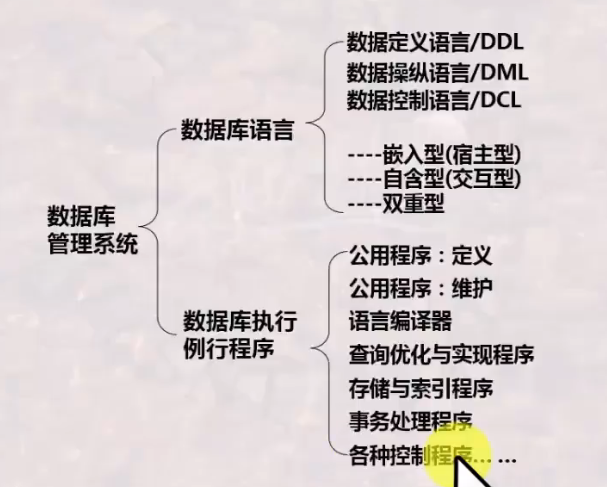 数据定义语言/DDL
数据操纵语言/DML
数据控制语言/DCL
数据库语言
----嵌入型(宿主型)
----自含型(交互型)
----双重型
数据库
管理系统
公用程序：定义
公用程序：维护
数据库执行
例行程序
语言编译器
查询优化与实现程序
存储与索引程序
事务处理程序
各种控制程序... ...